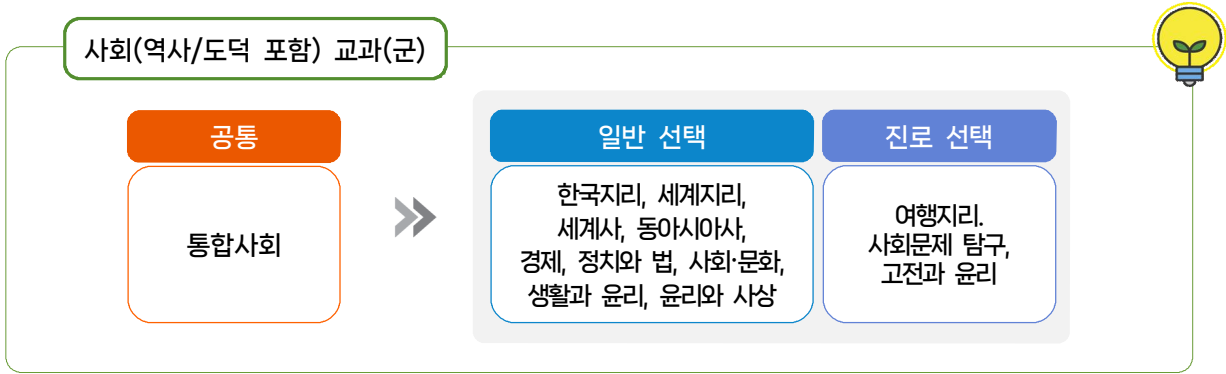 사회(역사/도덕 포함) 교과(군)
공통
통합사회
일반 선택
한국지리, 세계지리,
세계사, 동아시아사,
경제, 정치와 법, 사회·문화,
생활과 윤리, 윤리와 사상
진로 선택
여행지리.
사회문제 탐구,
고전과 윤리